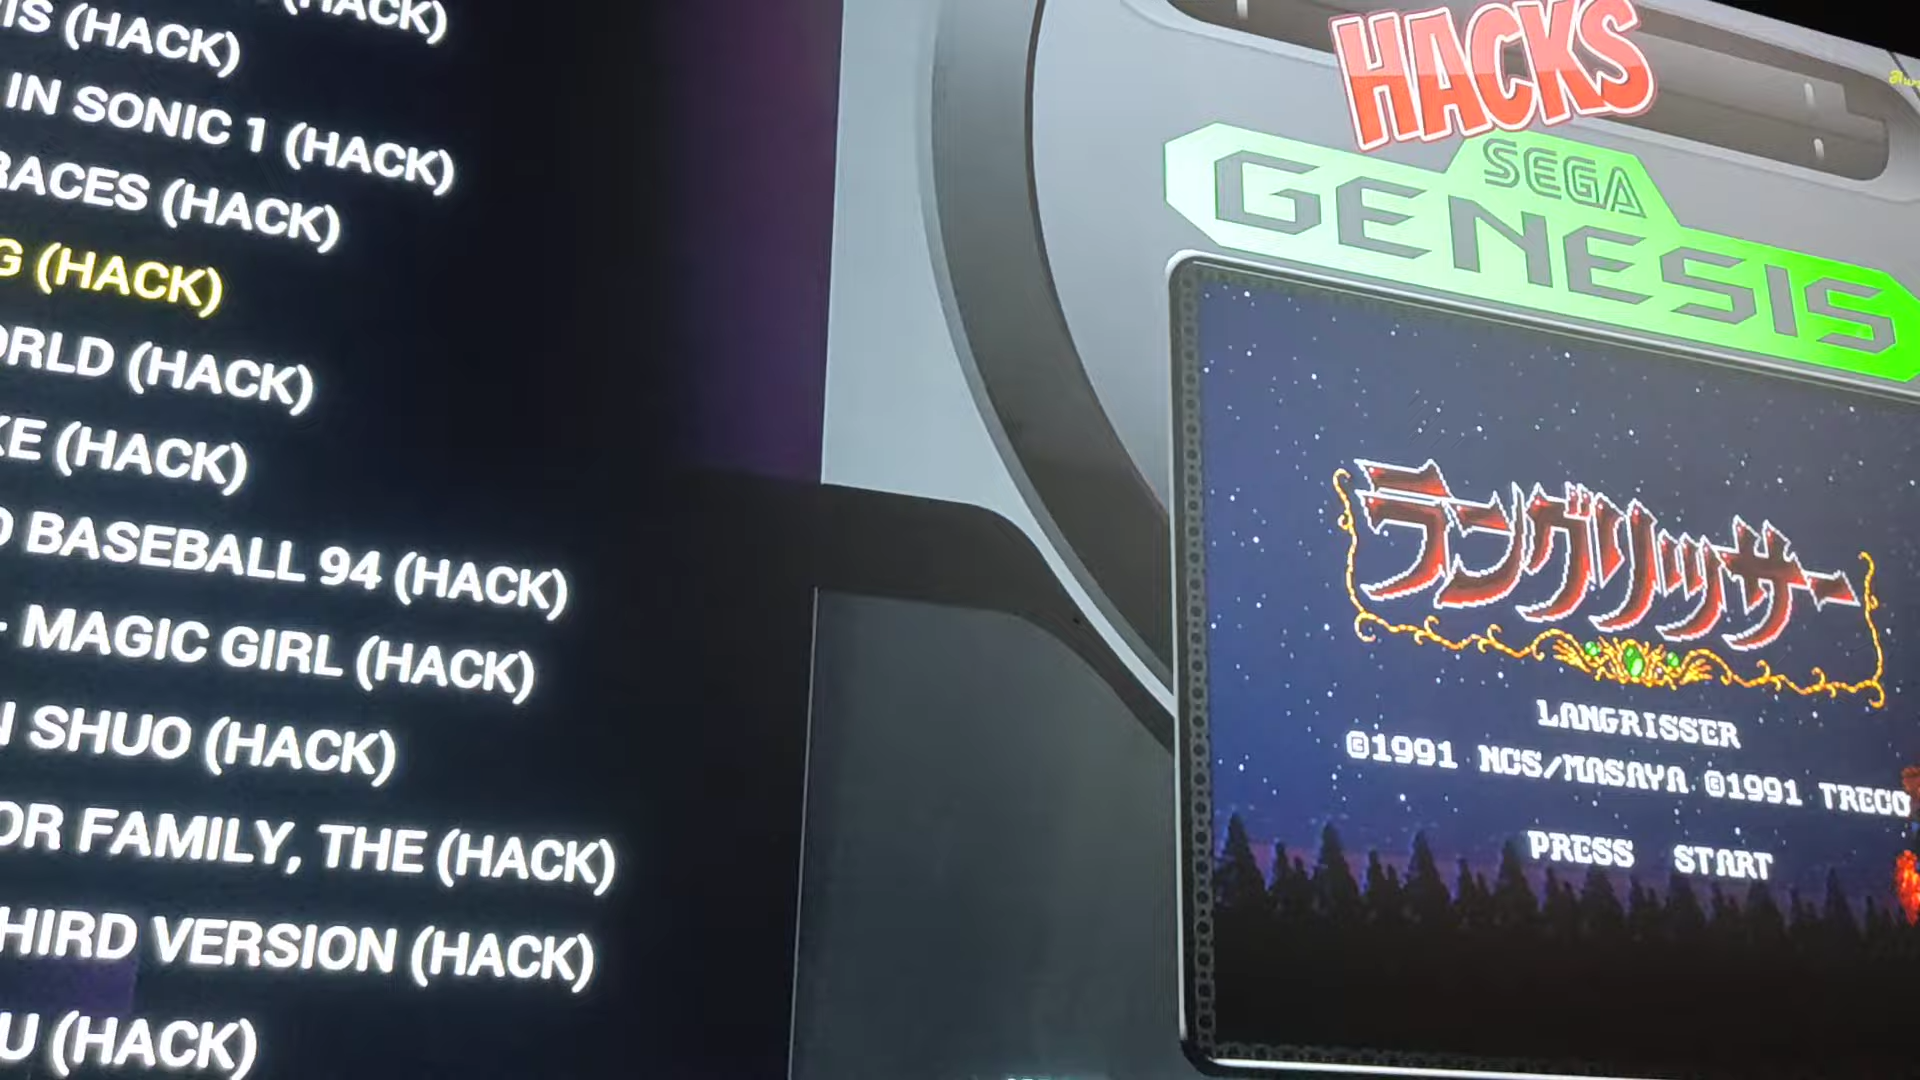 (HACK)
(HACK)
IN SONIC 1 (HACK)
RACES (HACK)
G (HACK)
ORLD (HACK)
KE (HACK)
O BASEBALL 94 (HACK)
- MAGIC GIRL (HACK)
N SHUO (HACK)
OR FAMILY, THE (HACK)
HIRD VERSION (HACK)
U (HACK)
HACKS
SEGA
GENESIS
ラングリッサー
LANGRISSER
©1991 NCS/MASAYA ©1991 TRECO
PRESS START